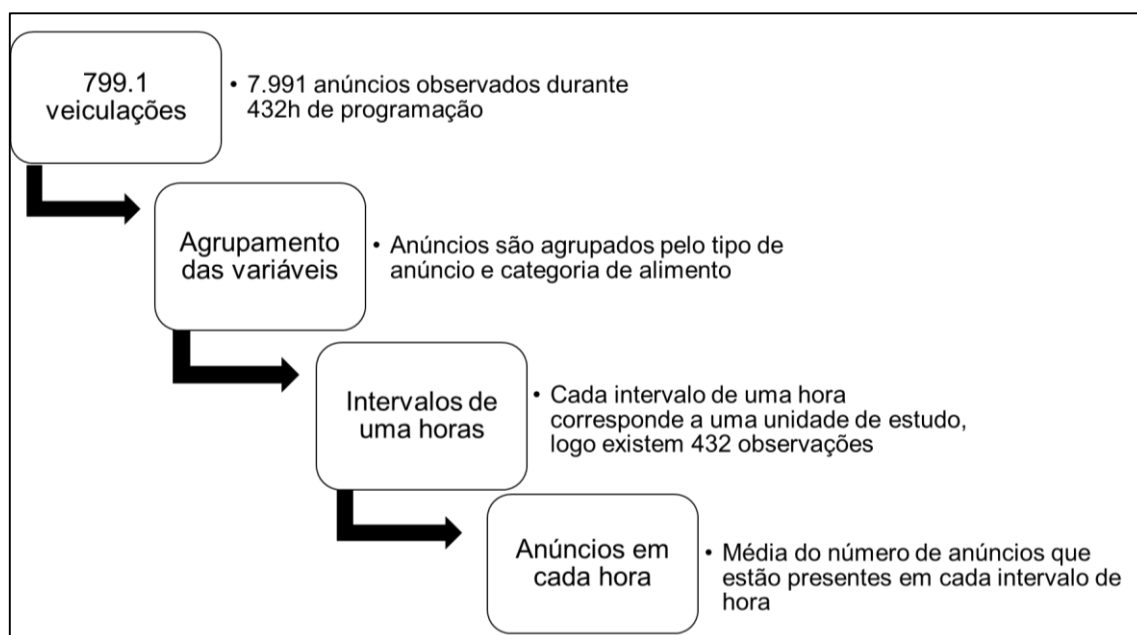 799.1
veiculações
• 7.991 anúncios observados durante
432h de programação
Agrupamento
das variáveis
• Anúncios são agrupados pelo tipo de
anúncio e categoria de alimento
Intervalos de
uma horas
• Cada intervalo de uma hora
corresponde a uma unidade de estudo,
logo existem 432 observações
Anúncios em
cada hora
• Média do número de anúncios que
estão presentes em cada intervalo de
hora